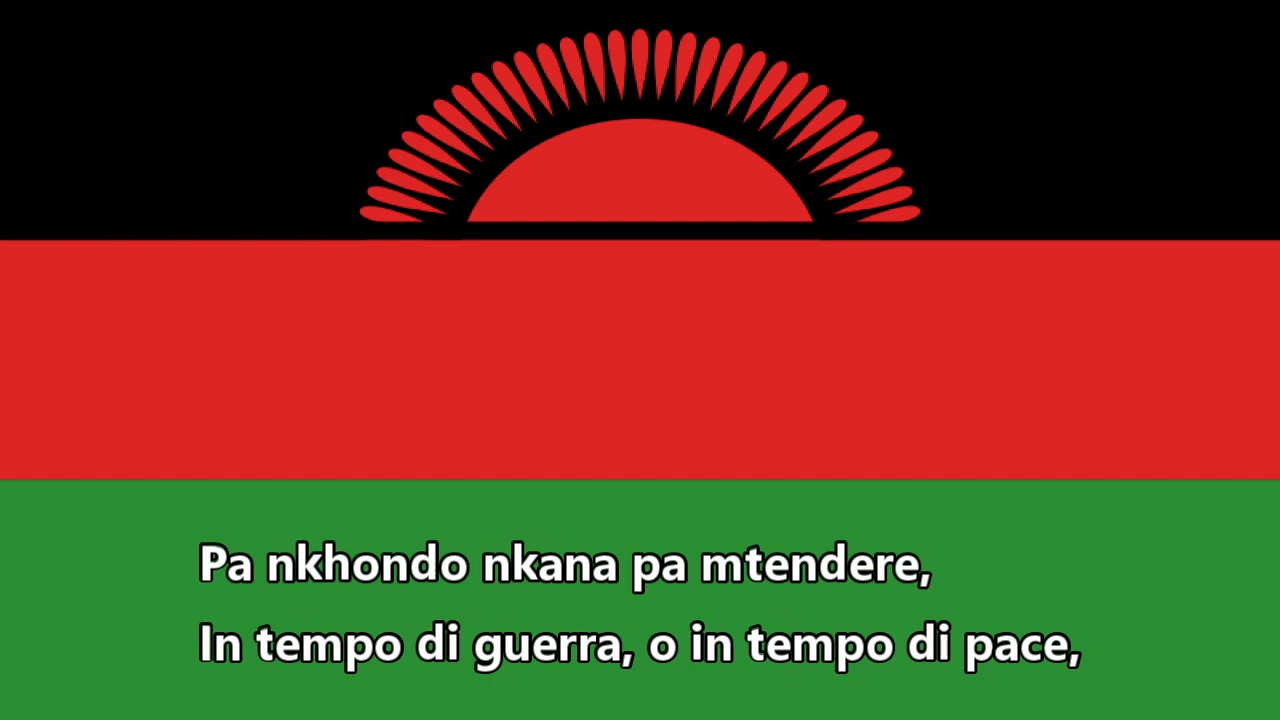 Pa nkhondo nkana pa mtendere,
In tempo di guerra, o in tempo di pace,